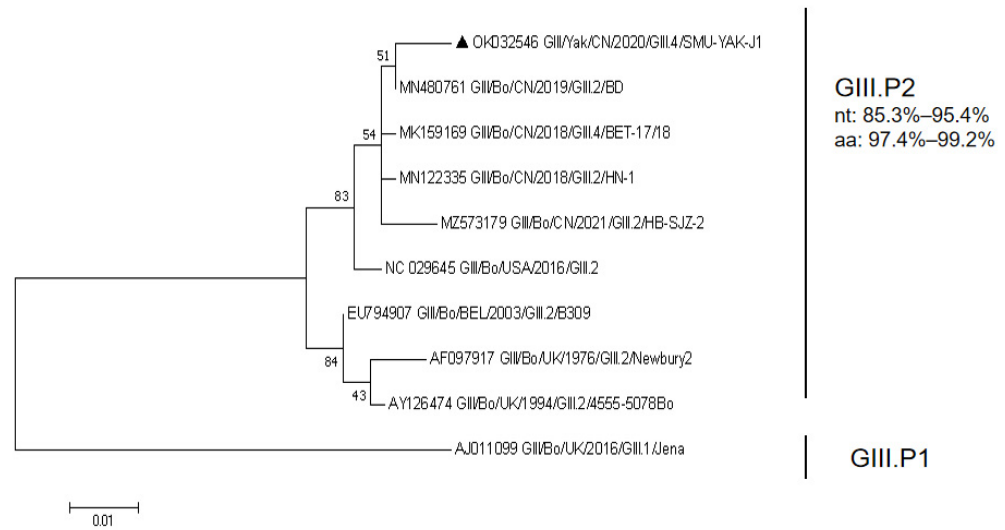 ▲ OK032546 GIII/Yak/CN/2020/GIII.4/SMU-YAK-J1
51
MN480761 GIII/Bo/CN/2019/GIII.2/BD
54
MK159169 GIII/Bo/CN/2018/GIII.4/BET-17/18
MN122335 GIII/Bo/CN/2018/GIII.2/HN-1
83
MZ573179 GIII/Bo/CN/2021/GIII.2/HB-SJZ-2
NC 029645 GIII/Bo/USA/2016/GIII.2
EU794907 GIII/Bo/BEL/2003/GIII.2/B309
84
AF097917 GIII/Bo/UK/1976/GIII.2/Newbury2
43
AY126474 GIII/Bo/UK/1994/GIII.2/4555-5078Bo
AJ011099 GIII/Bo/UK/2016/GIII.1/Jena
0.01
GIII.P2
nt: 85.3%–95.4%
aa: 97.4%–99.2%
GIII.P1